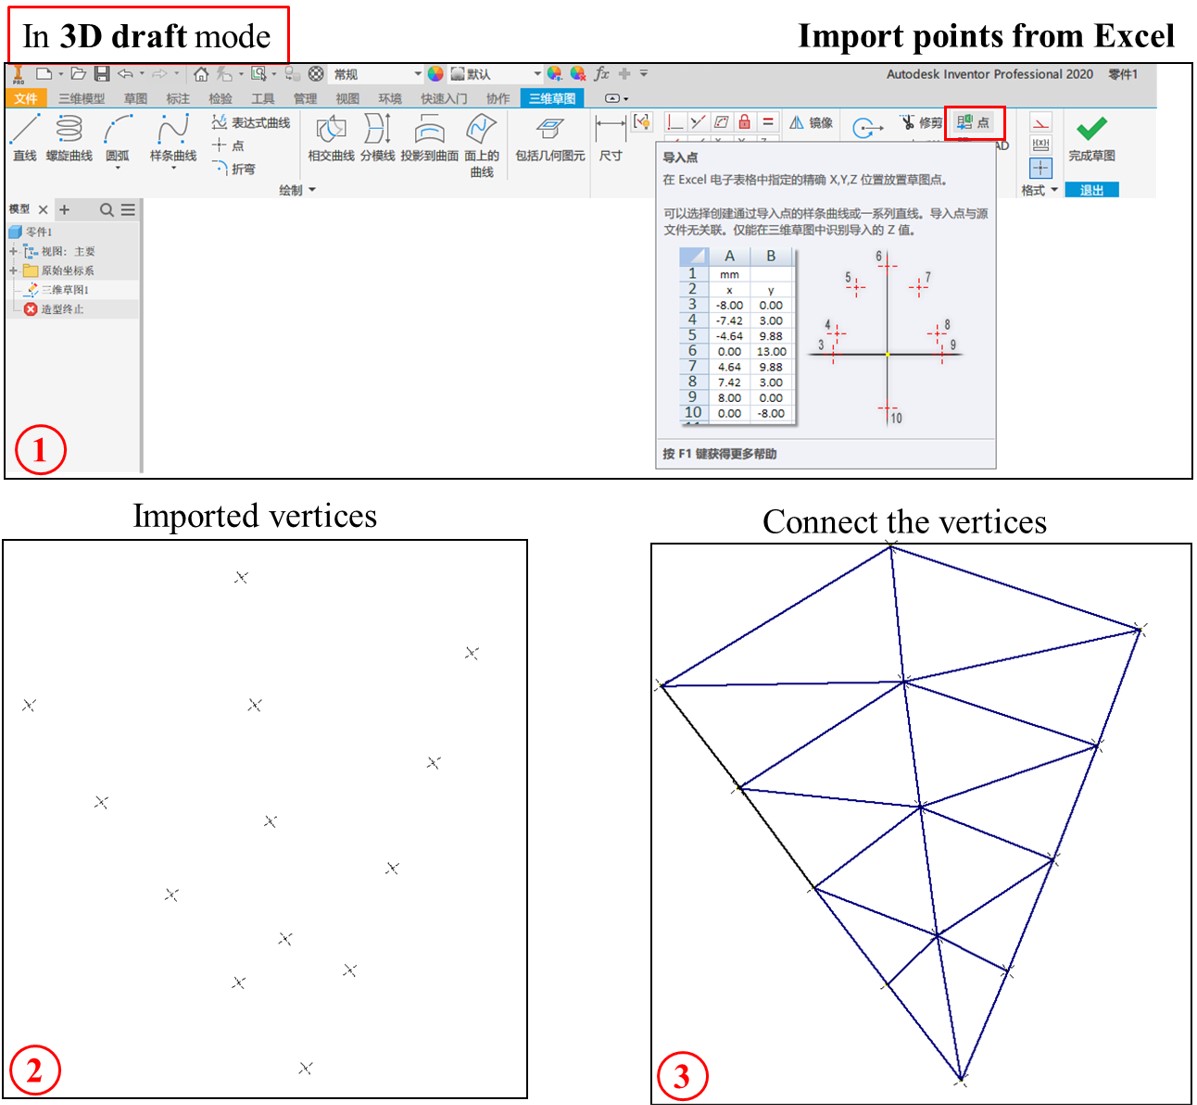 In 3D draft mode
Import points from Excel
PRO
常规
默认
fx
Autodesk Inventor Professional 2020 零件1
文件 三维模型 草图 标注 检验 工具 管理 视图 环境 快速入门 协作 三维草图
表达式曲线
点
折弯
直线 螺旋曲线 圆弧 样条曲线
相交曲线 分模线 投影到曲面 面上的曲线
包括几何图元
尺寸
镜像
修剪
点
AD
完成草图
绘制
格式
退出
模型
零件1
视图: 主要
原始坐标系
三维草图1
造型终止
导入点
在 Excel 电子表格中指定的精确 X,Y,Z 位置放置草图点。
可以选择创建通过导入点的样条曲线或一系列直线。导入点与源
文件无关联。仅能在三维草图中识别导入的 Z 值。
A B
1 mm
2 x y
3 -8.00 0.00
4 -7.42 3.00
5 -4.64 9.88
6 0.00 13.00
7 4.64 9.88
8 7.42 3.00
9 8.00 0.00
10 0.00 -8.00
6
5 7
4 8
3 9
10
按 F1 键获得更多帮助
1
Imported vertices
Connect the vertices
2
3